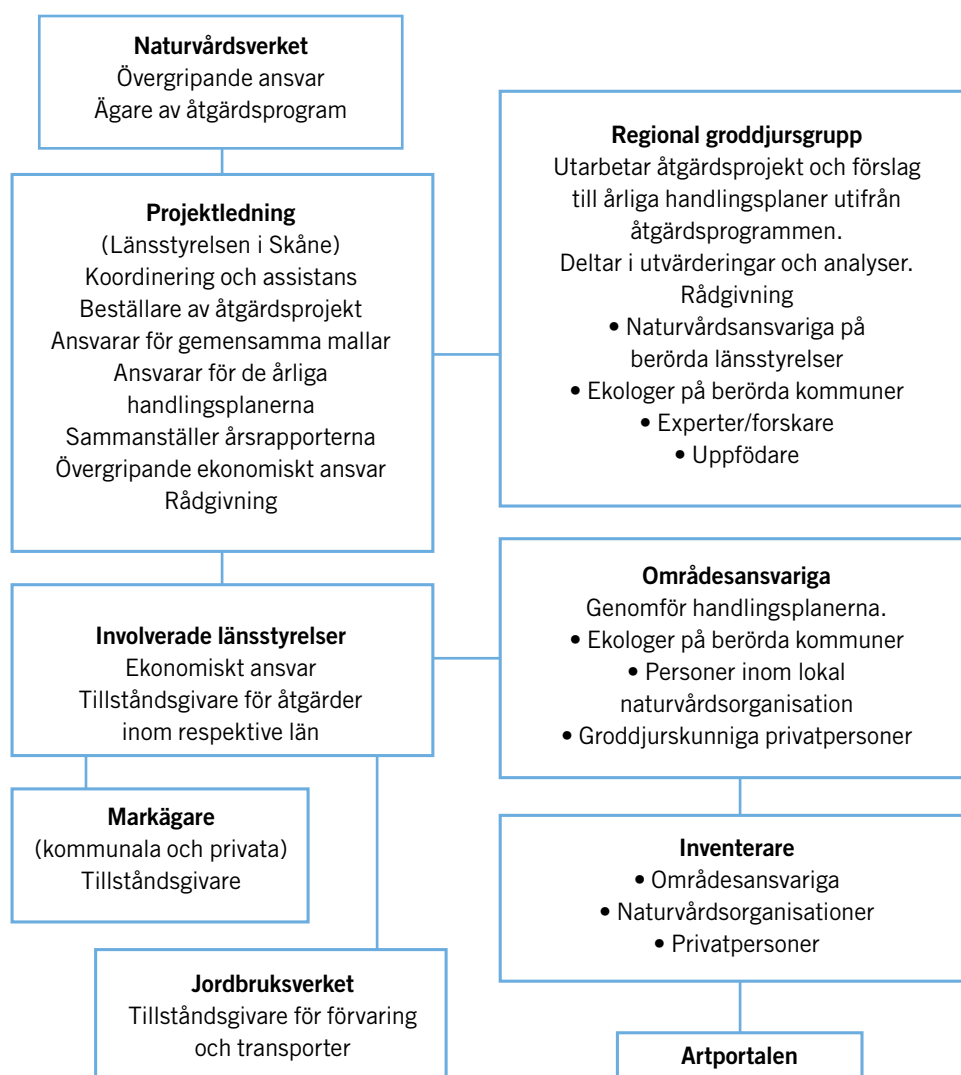 Naturvårdsverket
Övergripande ansvar
Ägare av åtgärdsprogram
Projektledning
(Länsstyrelsen i Skåne)
Koordinering och assistans
Beställare av åtgärdsprojekt
Ansvarar för gemensamma mallar
Ansvarar för de årliga
handlingsplanerna
Sammanställer årsrapporterna
Övergripande ekonomiskt ansvar
Rådgivning
Regional groddjursgrupp
Utarbetar åtgärdsprojekt och förslag
till årliga handlingsplaner utifrån
åtgärdsprogrammen.
Deltar i utvärderingar och analyser.
Rådgivning
• Naturvårdsansvariga på
berörda länsstyrelser
• Ekologer på berörda kommuner
• Experter/forskare
• Uppfödare
Involverade länsstyrelser
Ekonomiskt ansvar
Tillståndsgivare för åtgärder
inom respektive län
Områdesansvariga
Genomför handlingsplanerna.
• Ekologer på berörda kommuner
• Personer inom lokal
naturvårdsorganisation
• Groddjurskunniga privatpersoner
Markägare
(kommunala och privata)
Tillståndsgivare
Inventerare
• Områdesansvariga
• Naturvårdsorganisationer
• Privatpersoner
Jordbruksverket
Tillståndsgivare för förvaring
och transporter
Artportalen